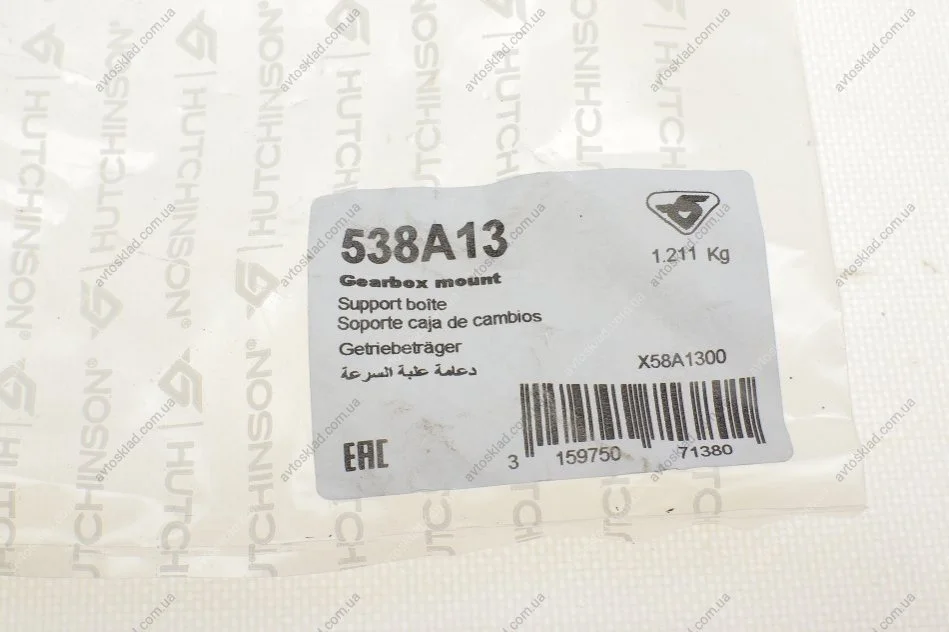 538A13
Gearbox mount
Support boîte
Soporte caja de cambios
Getriebeträger
دعامة علبة السرعة
1.211 Kg
X58A1300
3 159750 71380
EAC
HUTCHINSON®
avtosklad.com.ua